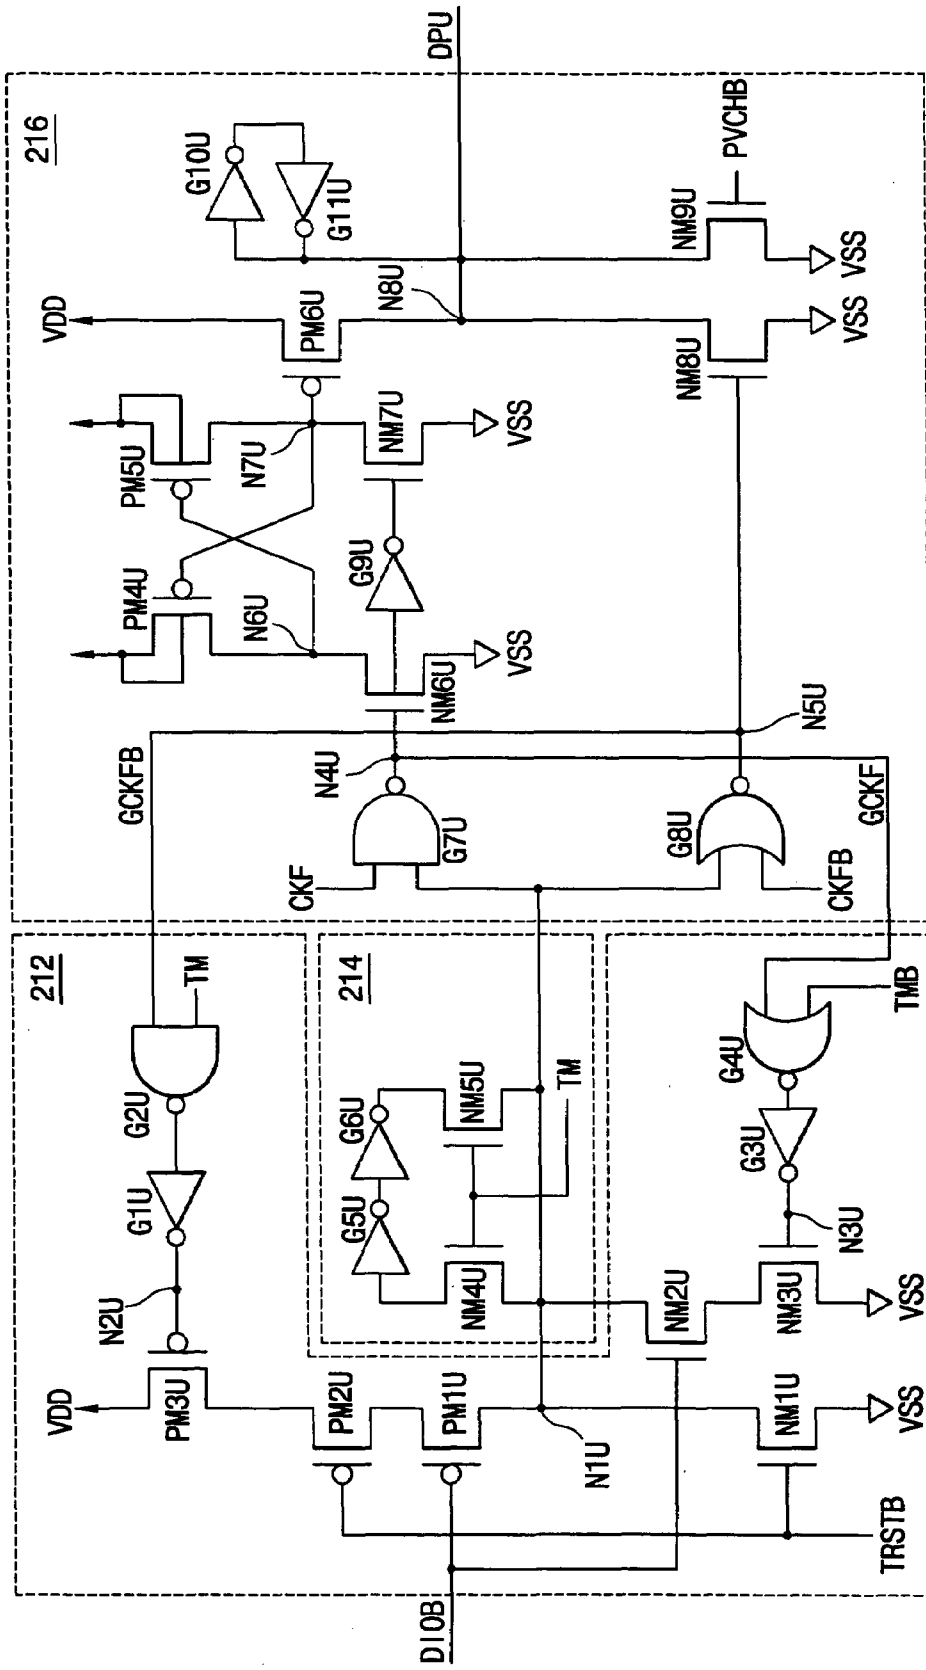 212
GCKFB
TM
G2U
G1U
N2U
VDD
PM3U
PM2U
PM1U
N1U
DIOB
TRSTB
NM1U
VSS
NM2U
NM3U
VSS
N3U
G3U
G4U
TMB
GCKF
214
G5U
G6U
NM4U
NM5U
TM
216
CKF
G7U
N4U
G8U
CKFB
N5U
PM4U
PM5U
N6U
N7U
NM6U
G9U
NM7U
VSS
VSS
VDD
PM6U
N8U
NM8U
VSS
G10U
G11U
DPU
NM9U
PVCHB
VSS